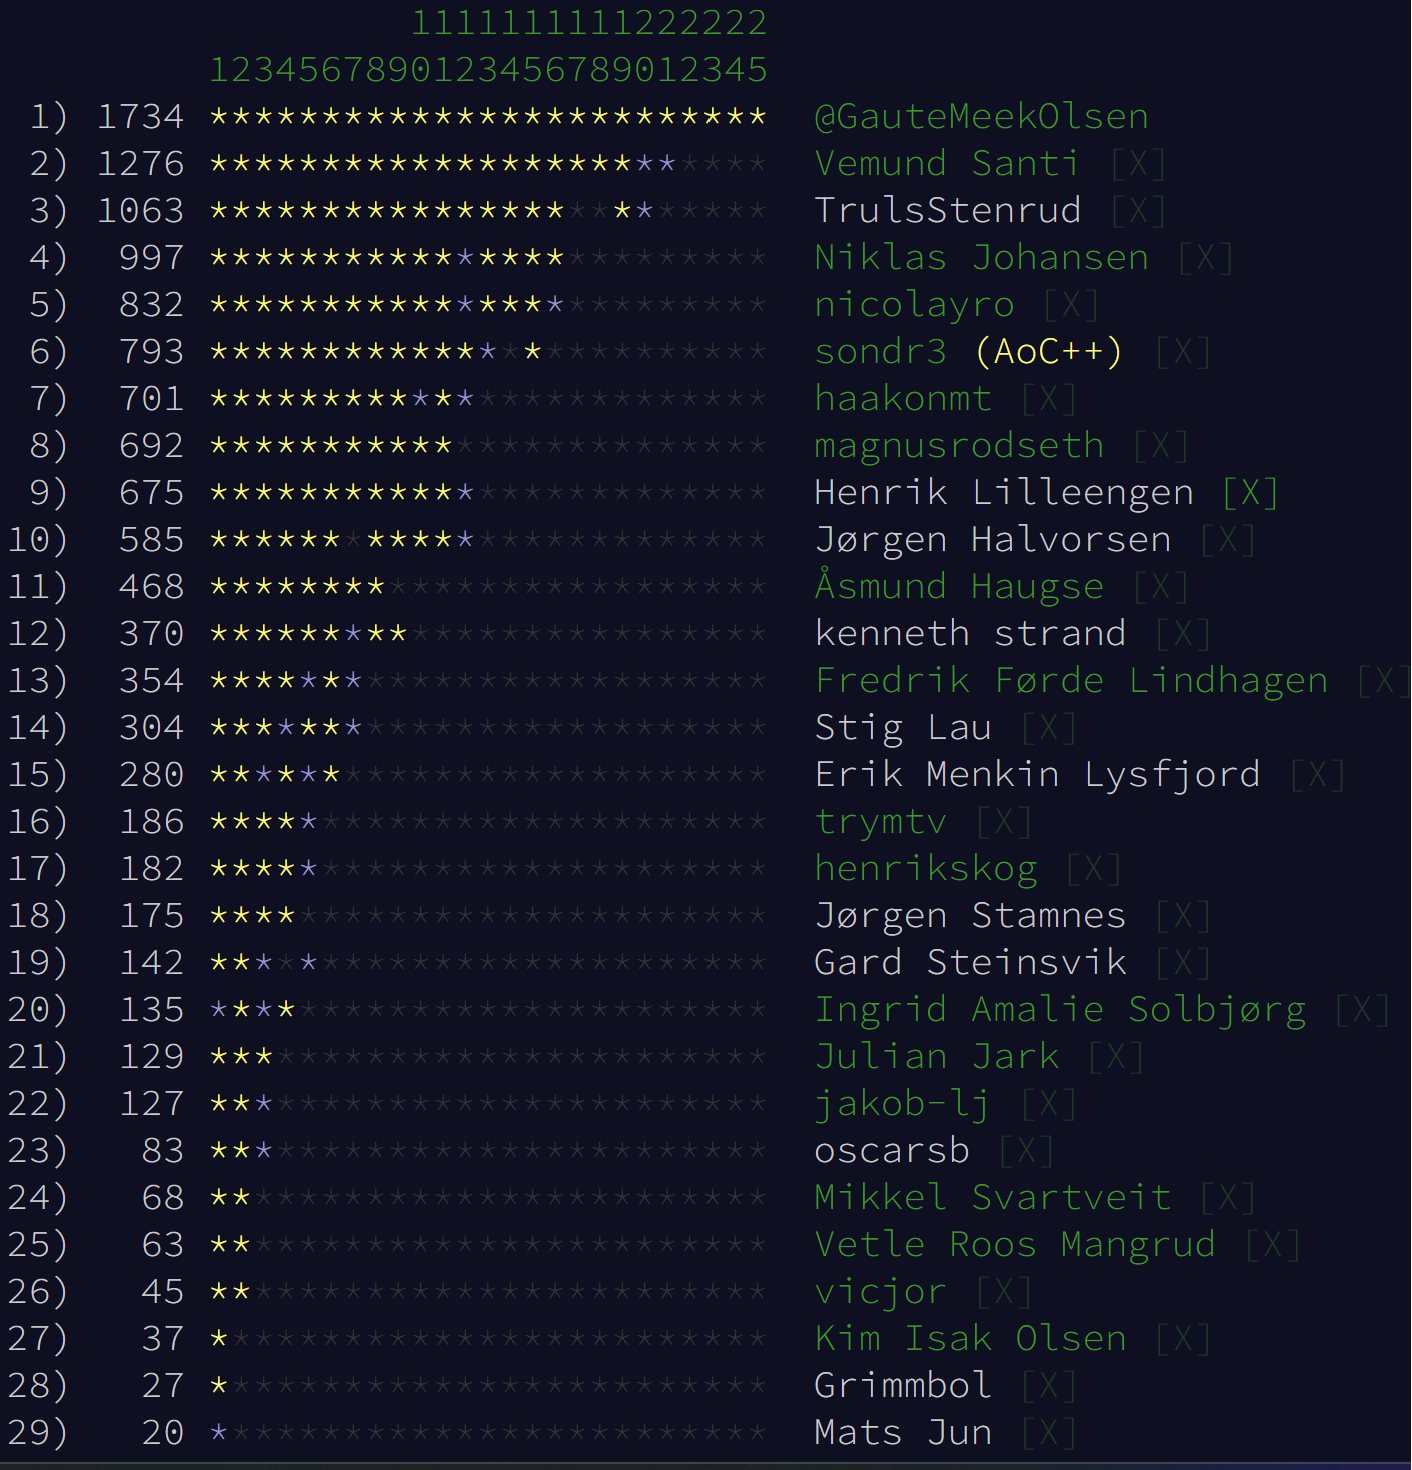 1111111111222222
1234567890123456789012345
1) 1734 ************************* @GauteMeekOlsen
2) 1276 ************************* Vemund Santi [X]
3) 1063 ************************* TrulsStenrud [X]
4) 997 ************************* Niklas Johansen [X]
5) 832 ************************* nicolayro [X]
6) 793 ************************* sondr3 (AoC++) [X]
7) 701 ************************* haakonmt [X]
8) 692 ************************* magnusrodseth [X]
9) 675 ************************* Henrik Lilleengen [X]
10) 585 ************************* Jørgen Halvorsen [X]
11) 468 ************************* Åsmund Haugse [X]
12) 370 ************************* kenneth strand [X]
13) 354 ************************* Fredrik Førde Lindhagen [X]
14) 304 ************************* Stig Lau [X]
15) 280 ************************* Erik Menkin Lysfjord [X]
16) 186 ************************* trymtv [X]
17) 182 ************************* henrikskog [X]
18) 175 ************************* Jørgen Stamnes [X]
19) 142 ************************* Gard Steinsvik [X]
20) 135 ************************* Ingrid Amalie Solbjørg [X]
21) 129 ************************* Julian Jark [X]
22) 127 ************************* jakob-lj [X]
23) 83 ************************* oscarsb [X]
24) 68 ************************* Mikkel Svartveit [X]
25) 63 ************************* Vetle Roos Mangrud [X]
26) 45 ************************* vicjor [X]
27) 37 ************************* Kim Isak Olsen [X]
28) 27 ************************* Grimmbol [X]
29) 20 ************************* Mats Jun [X]